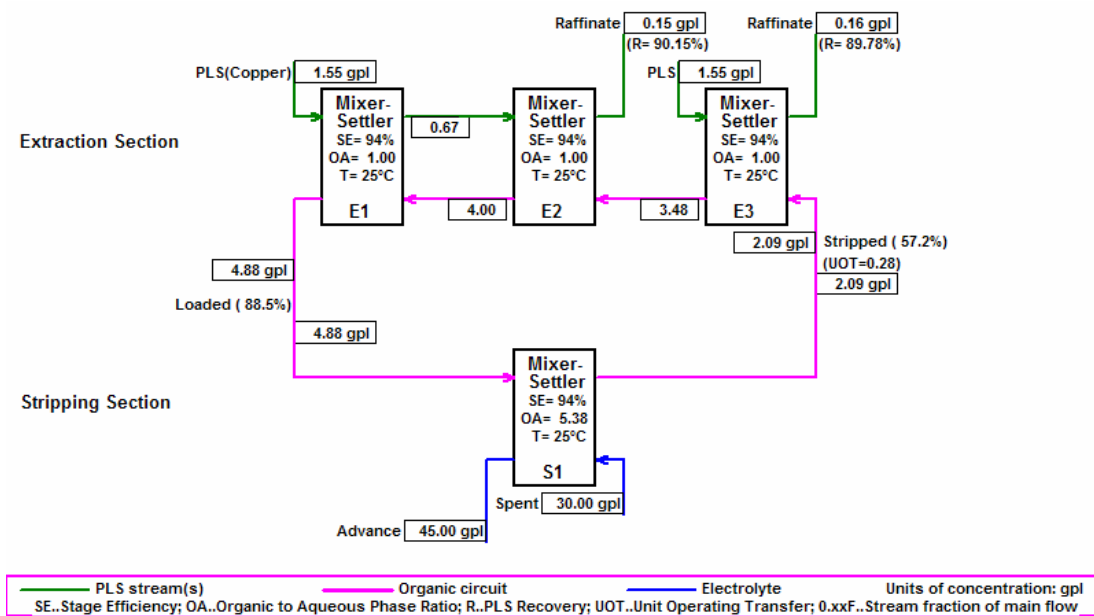 Raffinate 0.15 gpl
(R= 90.15%)
Raffinate 0.16 gpl
(R= 89.78%)
PLS(Copper) 1.55 gpl
PLS 1.55 gpl
Extraction Section
Mixer-
Settler
SE= 94%
OA= 1.00
T= 25ºC
E1
0.67
Mixer-
Settler
SE= 94%
OA= 1.00
T= 25ºC
E2
Mixer-
Settler
SE= 94%
OA= 1.00
T= 25ºC
E3
4.00
3.48
2.09 gpl
Stripped ( 57.2%)
(UOT=0.28)
2.09 gpl
4.88 gpl
Loaded ( 88.5%)
4.88 gpl
Stripping Section
Mixer-
Settler
SE= 94%
OA= 5.38
T= 25ºC
S1
Spent 30.00 gpl
Advance 45.00 gpl
PLS stream(s) Organic circuit Electrolyte Units of concentration: gpl
SE..Stage Efficiency; OA..Organic to Aqueous Phase Ratio; R..PLS Recovery; UOT..Unit Operating Transfer; 0.xxF..Stream fraction of main flow